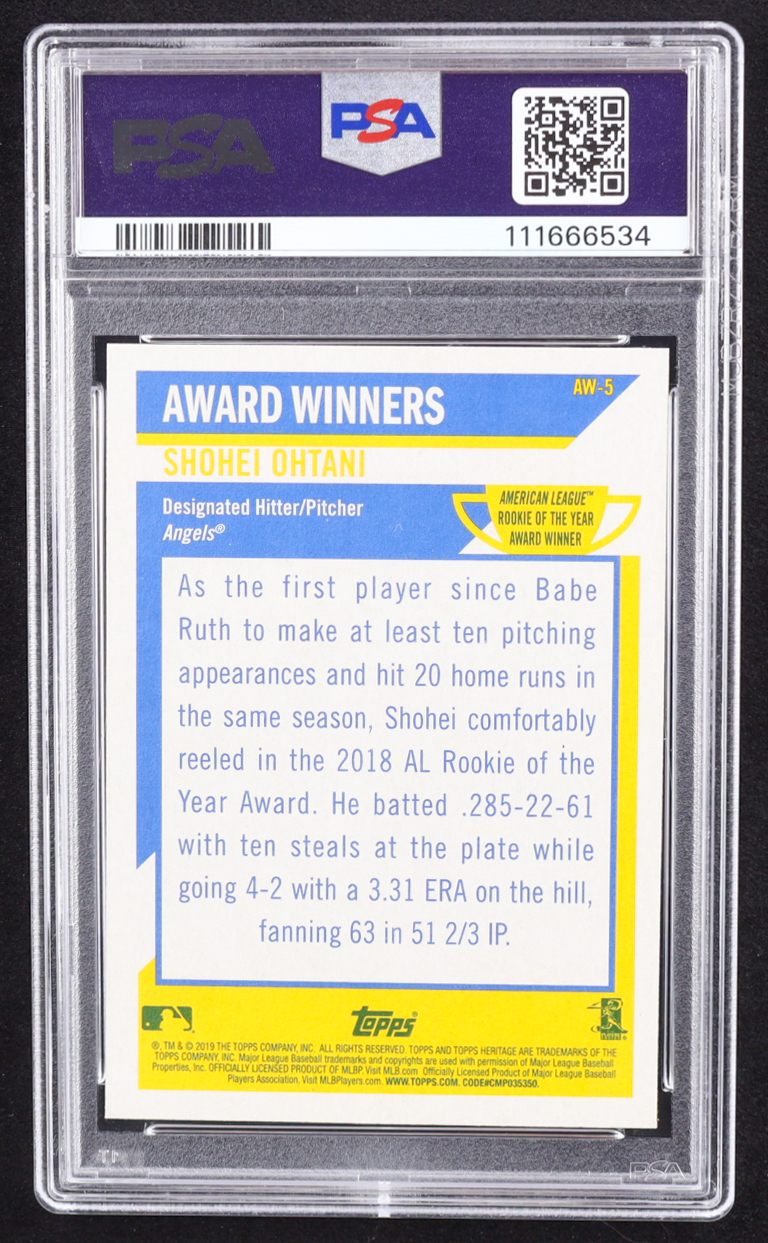 PSA
PSA
111666534
AWARD WINNERS
AW-5
SHOHEI OHTANI
Designated Hitter/Pitcher
Angels®
AMERICAN LEAGUE™
ROOKIE OF THE YEAR
AWARD WINNER
As the first player since Babe
Ruth to make at least ten pitching
appearances and hit 20 home runs in
the same season, Shohei comfortably
reeled in the 2018 AL Rookie of the
Year Award. He batted .285-22-61
with ten steals at the plate while
going 4-2 with a 3.31 ERA on the hill,
fanning 63 in 51 2/3 IP.
topps®
®, TM & © 2019 THE TOPPS COMPANY, INC. ALL RIGHTS RESERVED. TOPPS AND TOPPS HERITAGE ARE TRADEMARKS OF THE
TOPPS COMPANY, INC. Major League Baseball trademarks and copyrights are used with permission of Major League Baseball
Properties, Inc. OFFICIALLY LICENSED PRODUCT OF MLBP. Visit MLB.com Officially Licensed Product of Major League Baseball
Players Association. Visit MLBPlayers.com. WWW.TOPPS.COM. CODE#CMP035350.
PSA